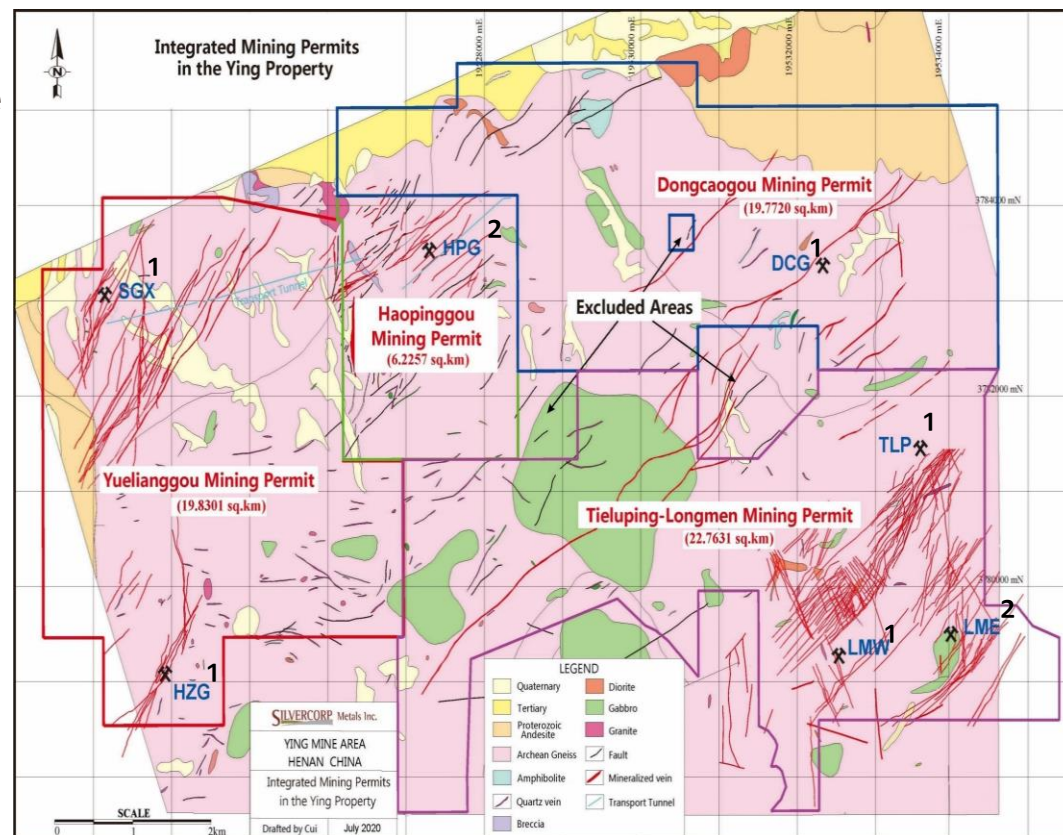 Integrated Mining Permits
in the Ying Property
N
19528000 mE
19530000 mE
19532000 mE
19534000 mE
Dongcaogou Mining Permit
(19.7720 sq.km)
3784000 mN
HPG 2
DCG 1
SGX 1
Transport Tunnel
Excluded Areas
Haopinggou
Mining Permit
(6.2257 sq.km)
3782000 mN
TLP 1
Yuelianggou Mining Permit
(19.8301 sq.km)
Tieluping-Longmen Mining Permit
(22.7631 sq.km)
3780000 mN
LME 2
LMW 1
HZG 1
LEGEND
Quaternary
Diorite
Tertiary
Gabbro
Proterozoic
Andesite
Granite
Archean Gneiss
Fault
Amphibolite
Mineralized vein
Quartz vein
Transport Tunnel
Breccia
SILVERCORP Metals Inc.
YING MINE AREA
HENAN CHINA
Integrated Mining Permits
in the Ying Property
Drafted by Cui July 2020
SCALE
0 1 2km